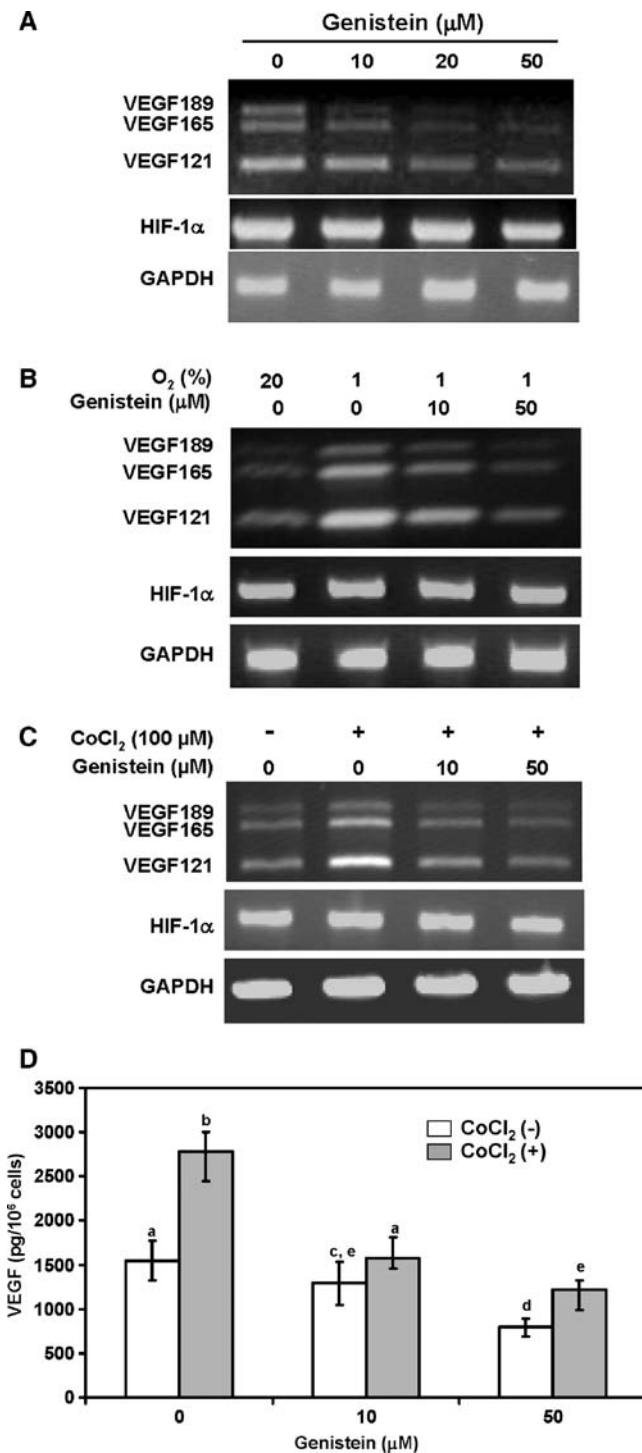 A
Genistein (μM)
0 10 20 50
VEGF189
VEGF165
VEGF121
HIF-1α
GAPDH
B
O₂ (%) 20 1 1 1
Genistein (μM) 0 0 10 50
VEGF189
VEGF165
VEGF121
HIF-1α
GAPDH
C
CoCl₂ (100 μM) - + + +
Genistein (μM) 0 0 10 50
VEGF189
VEGF165
VEGF121
HIF-1α
GAPDH
D
VEGF (pg/10⁶ cells)
3500
3000
2500
2000
1500
1000
500
0
CoCl₂ (-)
CoCl₂ (+)
a b c, e a d e
0 10 50
Genistein (μM)